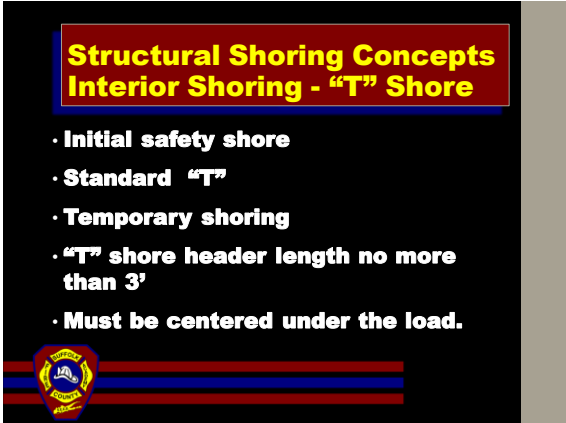 Structural Shoring Concepts
Interior Shoring - “T” Shore
• Initial safety shore
• Standard “T”
• Temporary shoring
• “T” shore header length no more
than 3’
• Must be centered under the load.
SUFFOLK
COUNTY